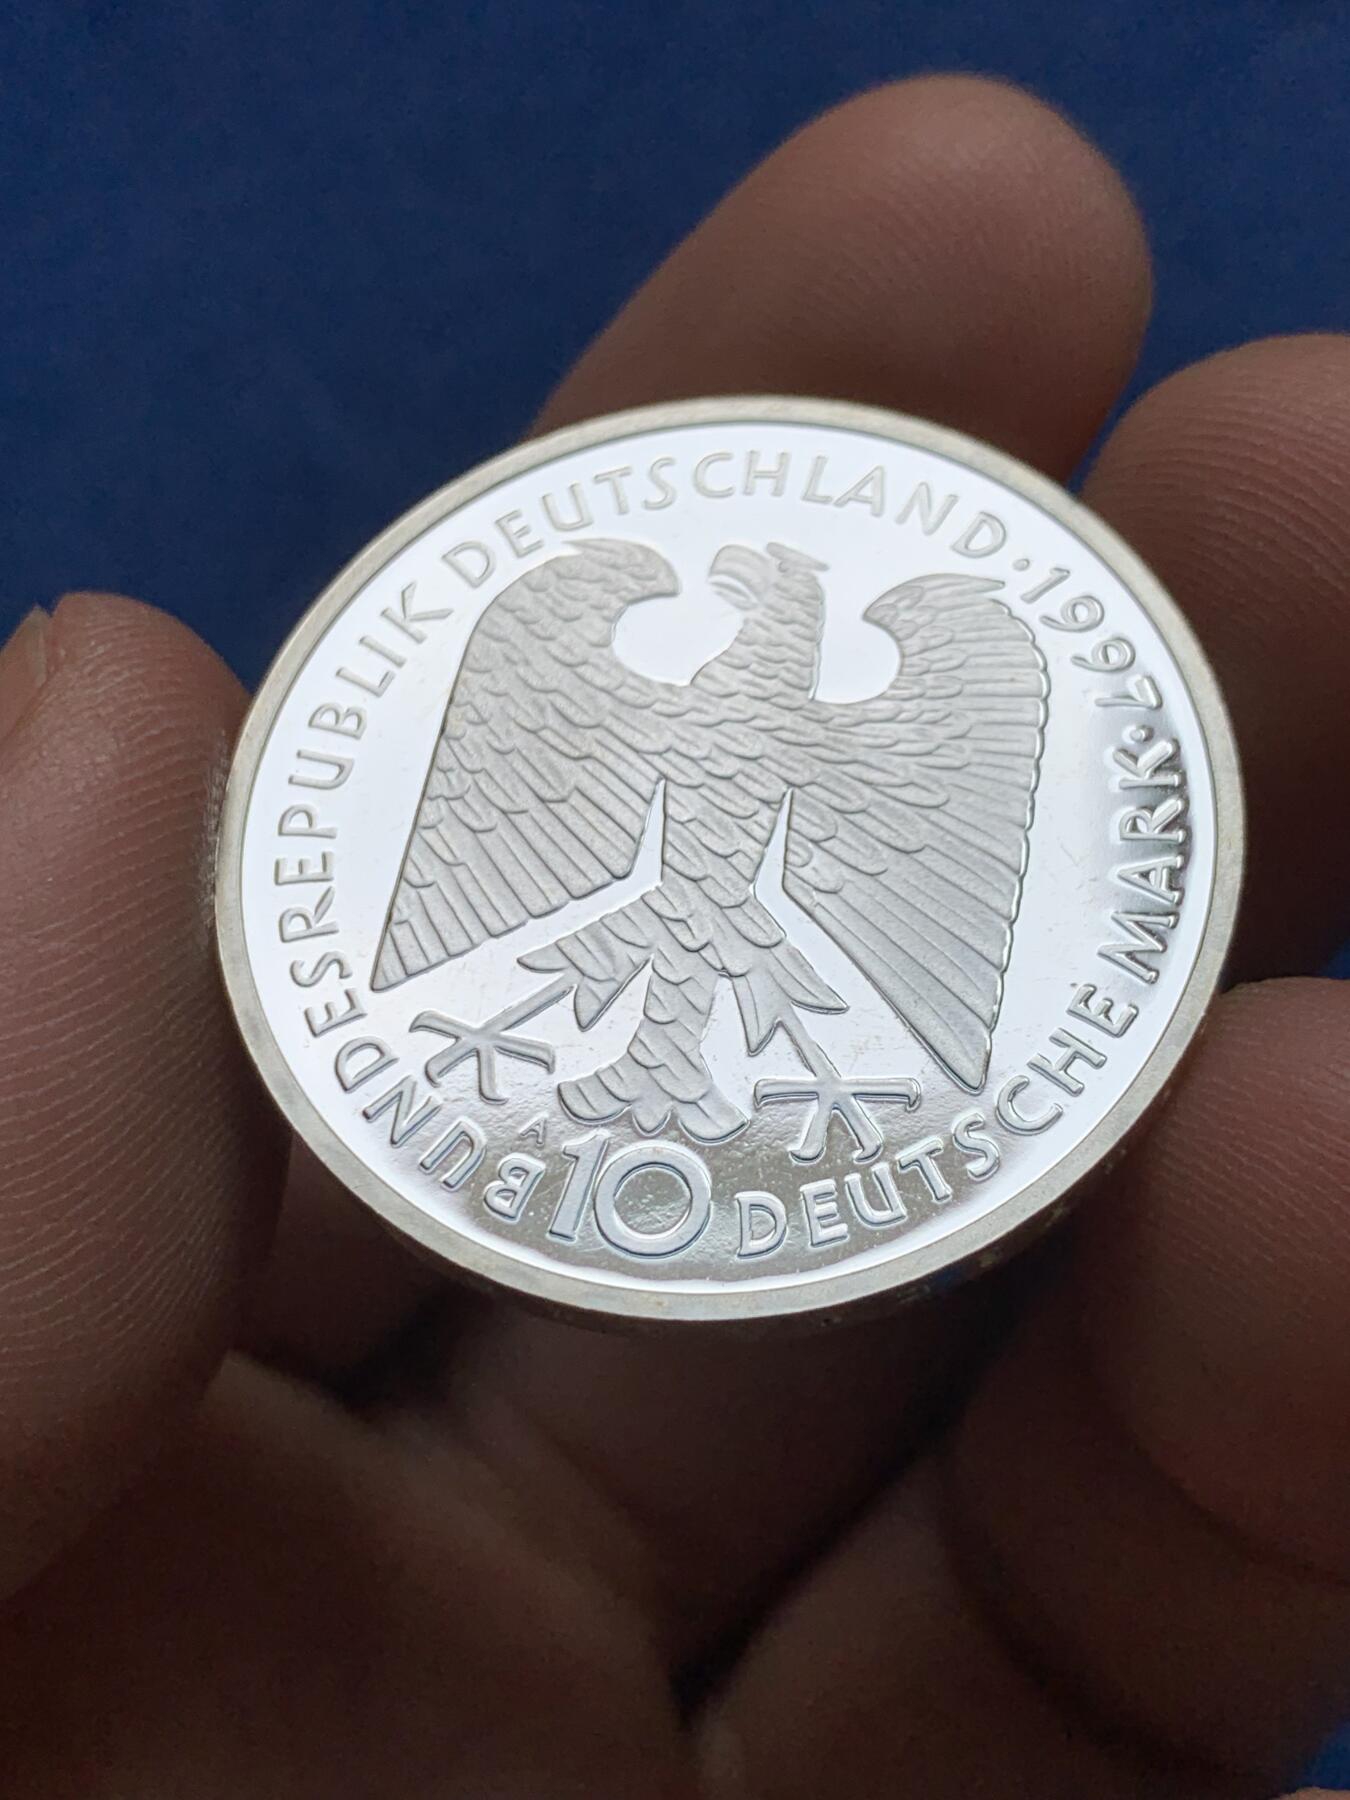 BUNDESREPUBLIK DEUTSCHLAND · 1997 ·
10 DEUTSCHE MARK
A